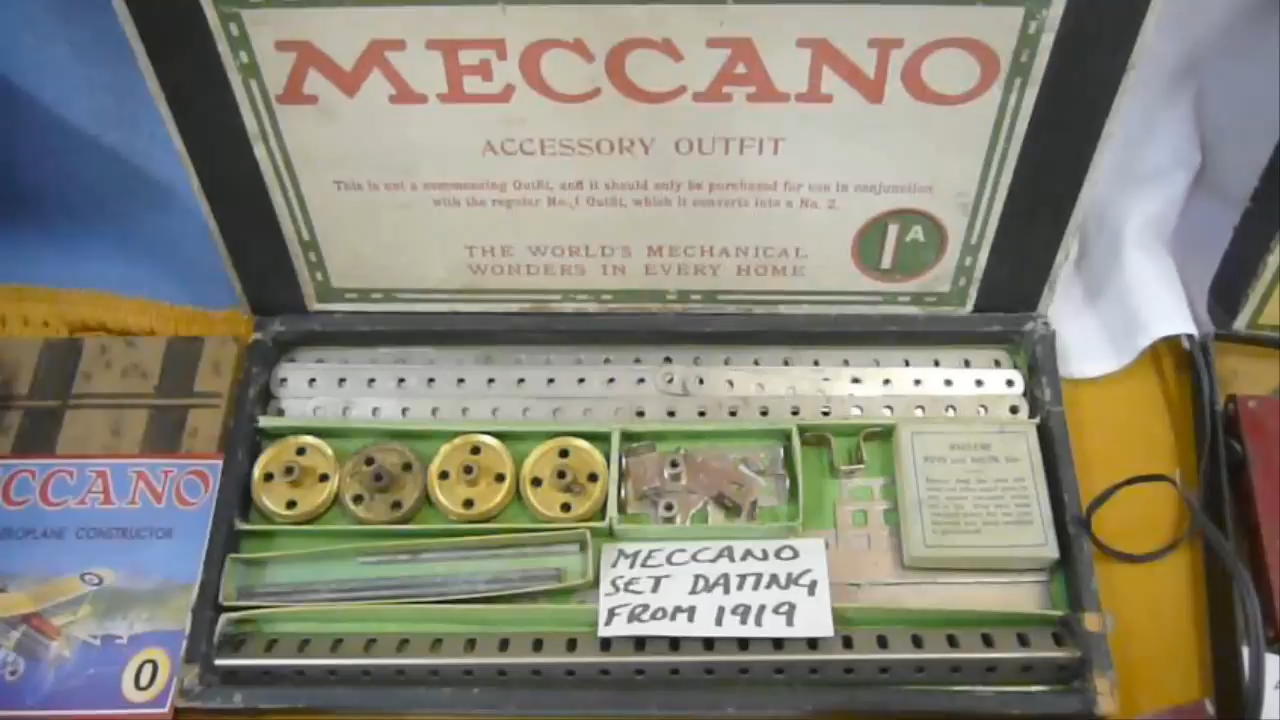 MECCANO
ACCESSORY OUTFIT
This is not a commencing Outfit, and it should only be purchased for use in conjunction
with the regular No. 1 Outfit, which it converts into a No. 2.
THE WORLD'S MECHANICAL
WONDERS IN EVERY HOME
1A
CCANO
EROPLANE CONSTRUCTOR
0
MECCANO
SET DATING
FROM 1919